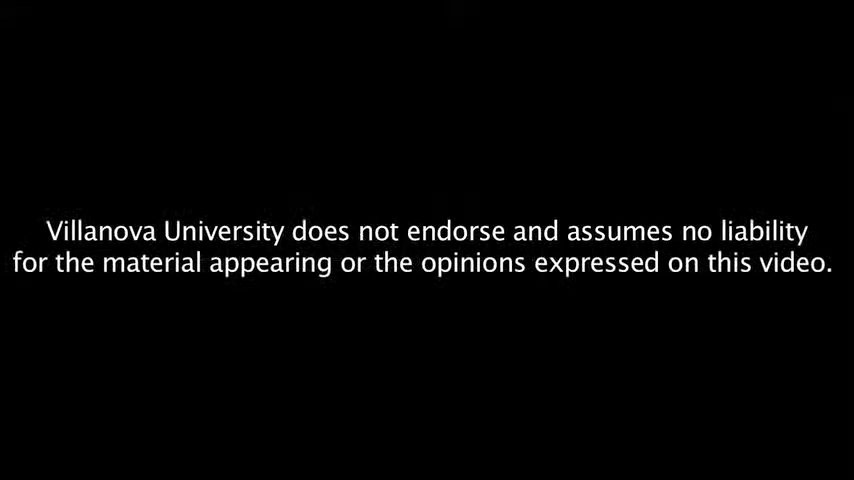 Villanova University does not endorse and assumes no liability
for the material appearing or the opinions expressed on this video.